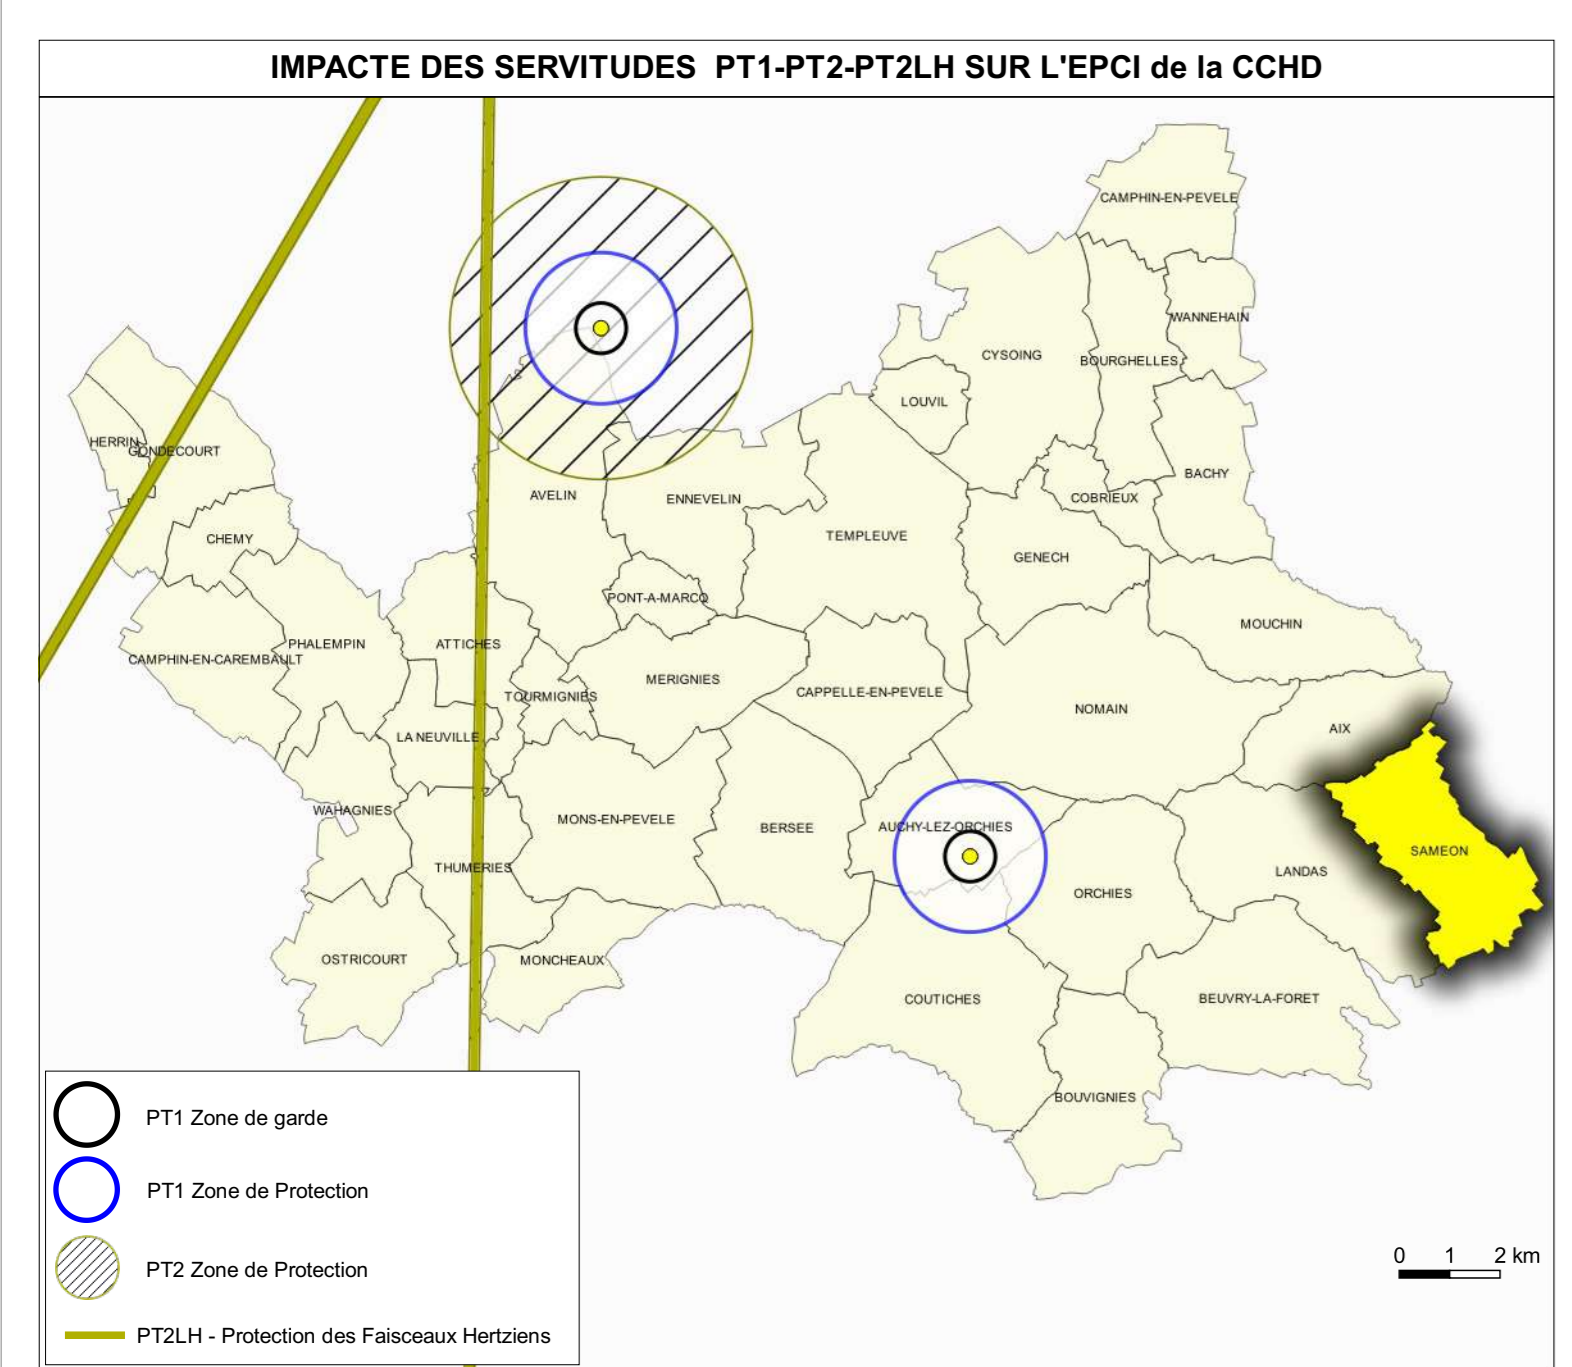 IMPACTE DES SERVITUDES PT1-PT2-PT2LH SUR L'EPCI de la CCHD
CAMPHIN-EN-PEVELE
WANNEHAIN
CYSOING
BOURGHELLES
LOUVIL
HERRIN
GONDECOURT
BACHY
AVELIN
ENNEVELIN
COBRIEUX
CHEMY
TEMPLEUVE
GENECH
PONT-A-MARCQ
MOUCHIN
PHALEMPIN
ATTICHES
CAMPHIN-EN-CAREMBAULT
MERIGNIES
TOURMIGNIES
CAPPELLE-EN-PEVELE
NOMAIN
AIX
LA NEUVILLE
WAHAGNIES
MONS-EN-PEVELE
BERSEE
AUCHY-LEZ-ORCHIES
SAMEON
THUMERIES
LANDAS
ORCHIES
OSTRICOURT
MONCHEAUX
COUTICHES
BEUVRY-LA-FORET
BOUVIGNIES
PT1 Zone de garde
PT1 Zone de Protection
PT2 Zone de Protection
PT2LH - Protection des Faisceaux Hertziens
0 1 2 km